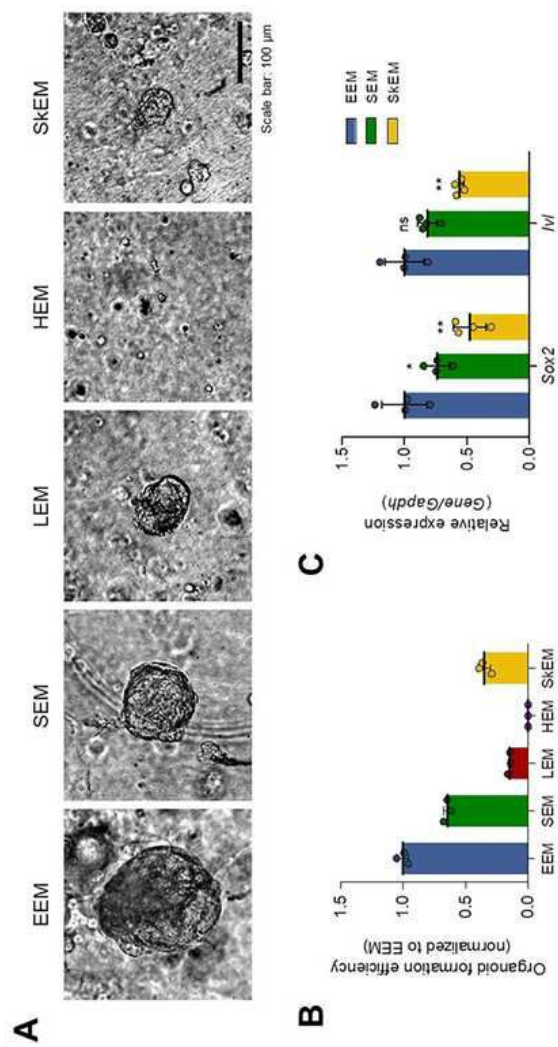 A
EEM SEM LEM HEM SkEM
Scale bar: 100 µm
B
Organoid formation efficiency
(normalized to EEM)
1.5
1.0
0.5
0.0
EEM SEM LEM HEM SkEM
C
Relative expression
(Gene/Gapdh)
1.5
1.0
0.5
0.0
* ** ns **
Sox2 Ivl
EEM
SEM
SkEM